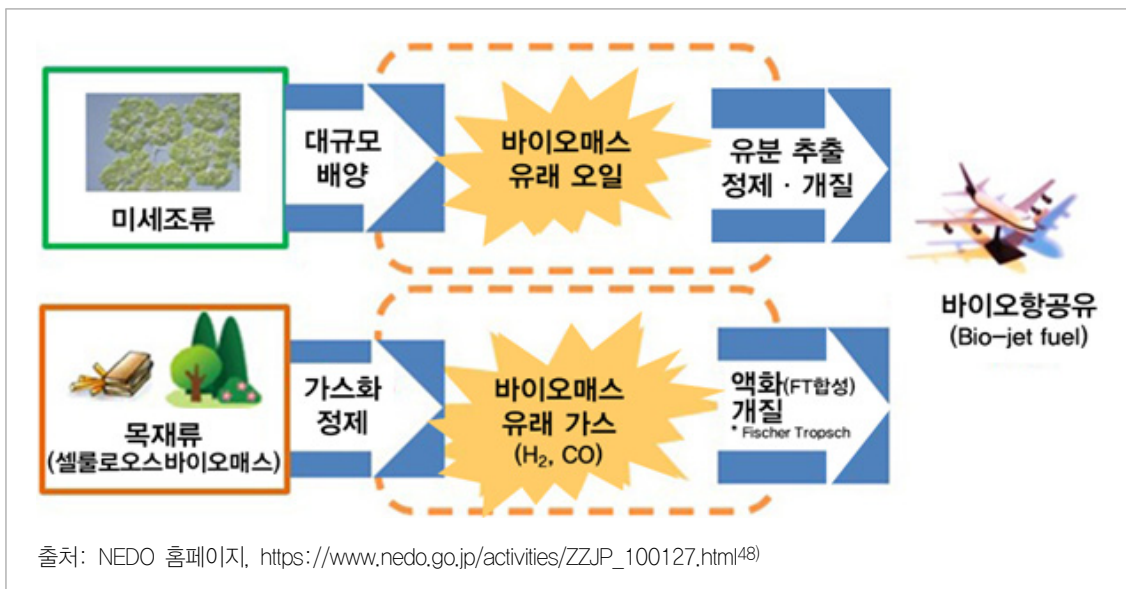 미세조류
대규모
배양
바이오매스
유래 오일
유분 추출
정제 · 개질
목재류
(셀룰로오스바이오매스)
가스화
정제
바이오매스
유래 가스
(H₂, CO)
액화(FT합성)
개질
* Fischer Tropsch
바이오항공유
(Bio-jet fuel)
출처: NEDO 홈페이지, https://www.nedo.go.jp/activities/ZZJP_100127.html48)